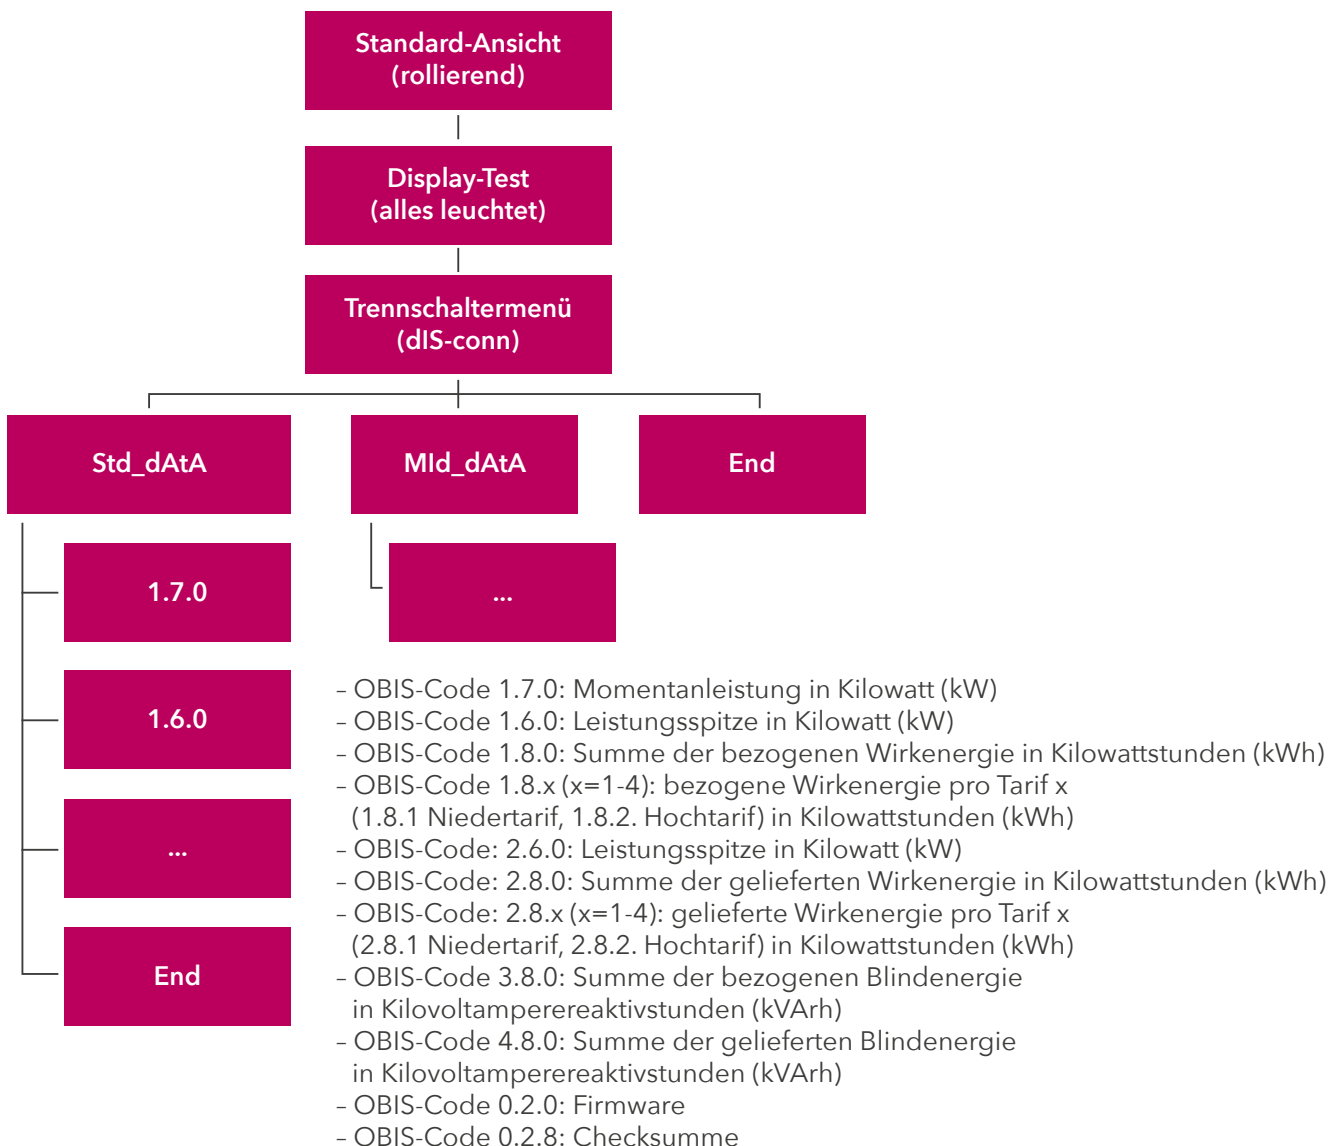 Standard-Ansicht
(rollierend)
Display-Test
(alles leuchtet)
Trennschaltermenü
(dIS-conn)
Std_dAtA
MId_dAtA
End
1.7.0
...
1.6.0
...
End
– OBIS-Code 1.7.0: Momentanleistung in Kilowatt (kW)
– OBIS-Code 1.6.0: Leistungsspitze in Kilowatt (kW)
– OBIS-Code 1.8.0: Summe der bezogenen Wirkenergie in Kilowattstunden (kWh)
– OBIS-Code 1.8.x (x=1-4): bezogene Wirkenergie pro Tarif x
(1.8.1 Niedertarif, 1.8.2. Hochtarif) in Kilowattstunden (kWh)
– OBIS-Code: 2.6.0: Leistungsspitze in Kilowatt (kW)
– OBIS-Code: 2.8.0: Summe der gelieferten Wirkenergie in Kilowattstunden (kWh)
– OBIS-Code: 2.8.x (x=1-4): gelieferte Wirkenergie pro Tarif x
(2.8.1 Niedertarif, 2.8.2. Hochtarif) in Kilowattstunden (kWh)
– OBIS-Code 3.8.0: Summe der bezogenen Blindenergie
in Kilovoltamperereaktivstunden (kVArh)
– OBIS-Code 4.8.0: Summe der gelieferten Blindenergie
in Kilovoltamperereaktivstunden (kVArh)
– OBIS-Code 0.2.0: Firmware
– OBIS-Code 0.2.8: Checksumme